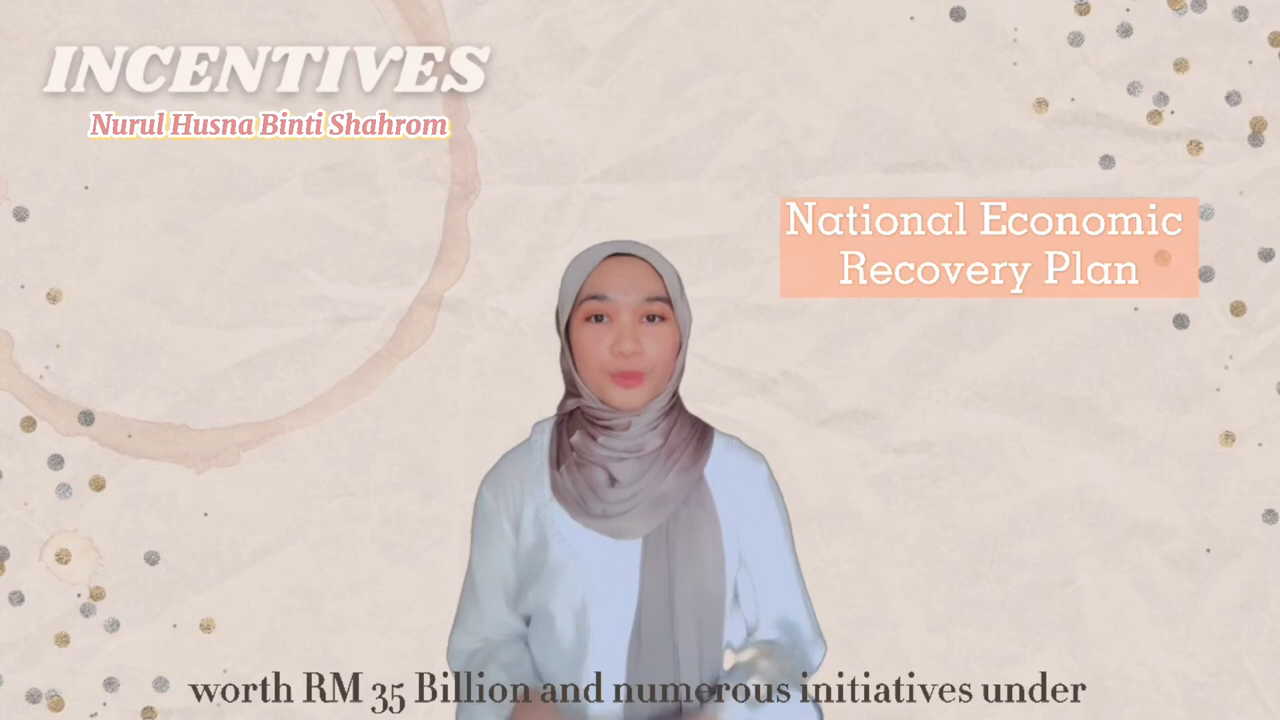 INCENTIVES
Nurul Husna Binti Shahrom
National Economic
Recovery Plan
worth RM 35 Billion and numerous initiatives under